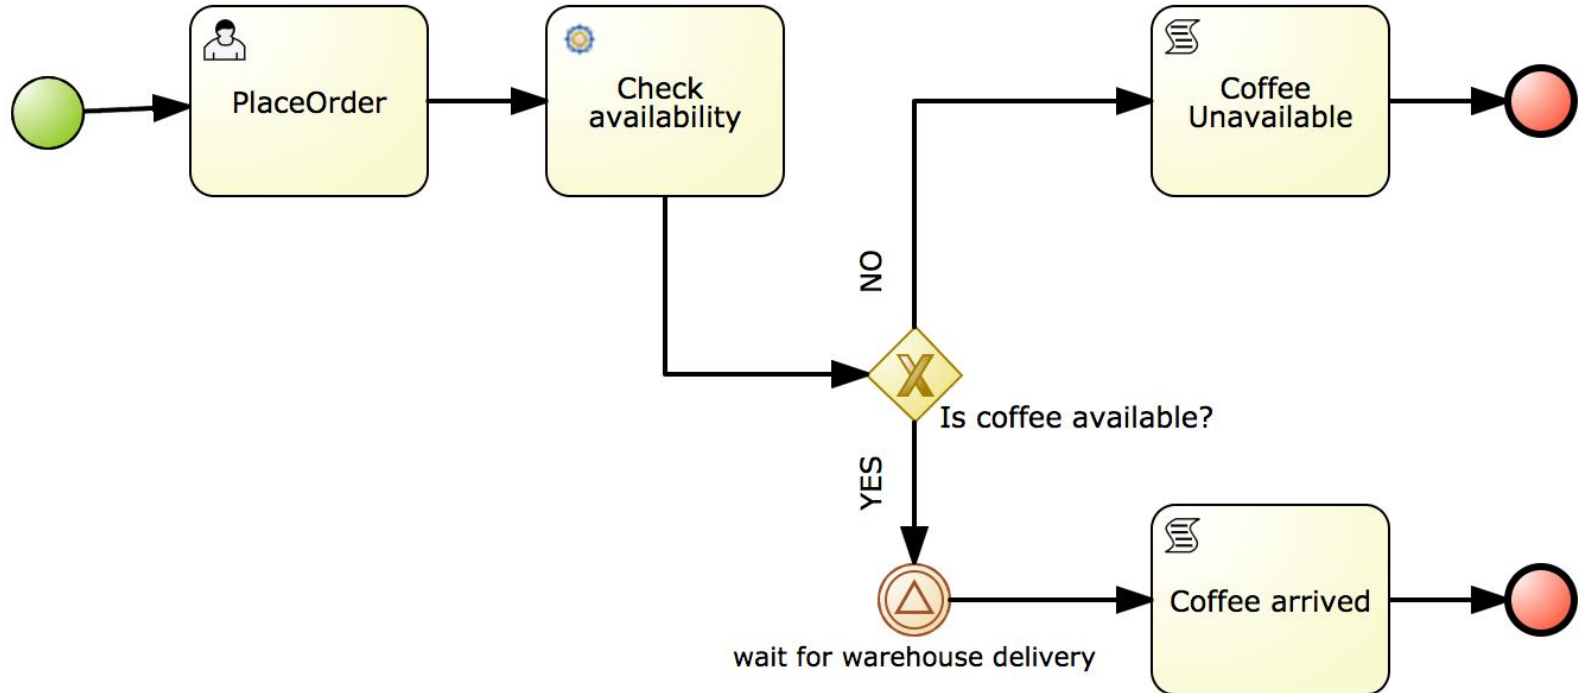 PlaceOrder
Check
availability
Coffee
Unavailable
NO
Is coffee available?
YES
Coffee arrived
wait for warehouse delivery